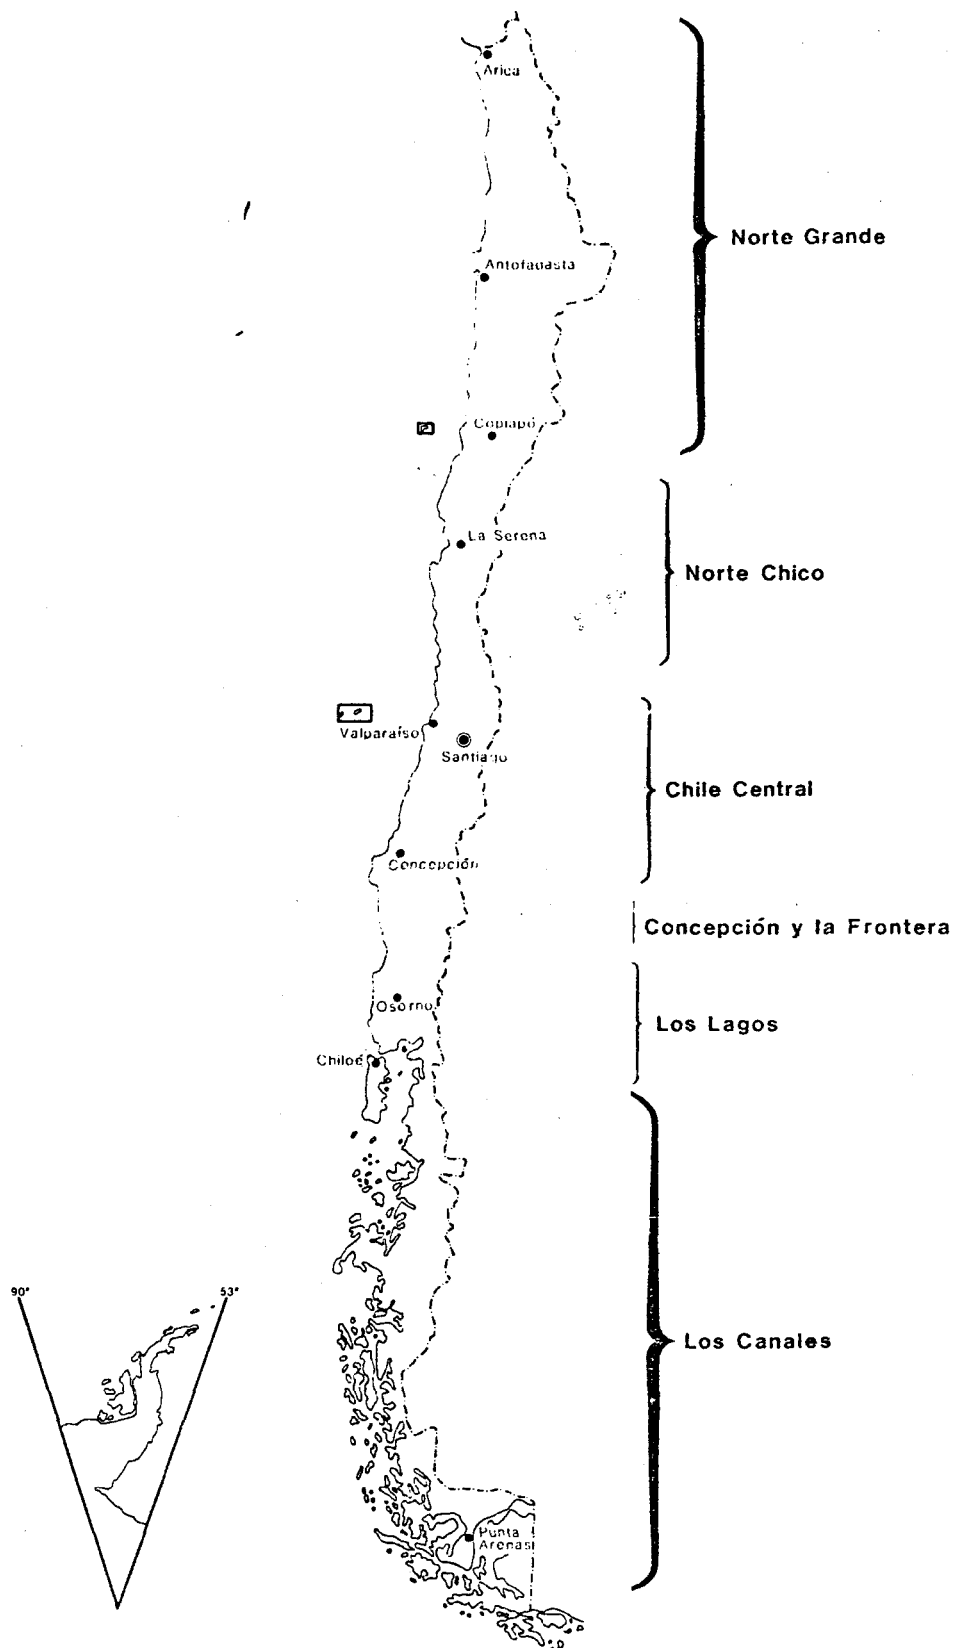 Arica
Norte Grande
Antofagasta
Copiapó
La Serena
Norte Chico
Valparaíso
Santiago
Chile Central
Concepción
Concepción y la Frontera
Osorno
Los Lagos
Chiloé
90°
53°
Los Canales
Punta
Arenas